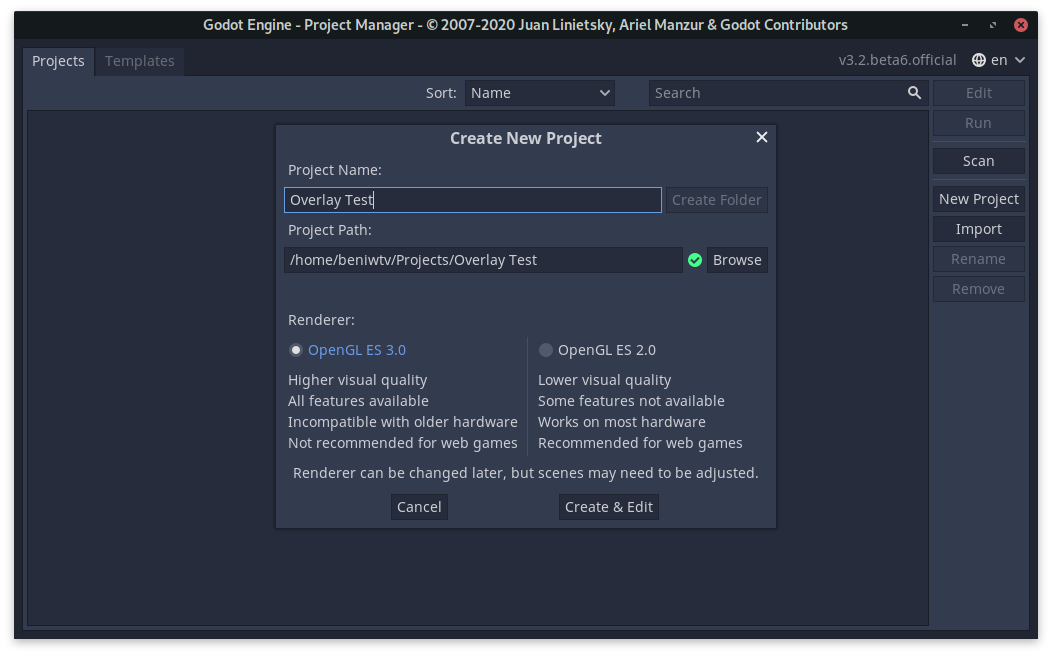 Godot Engine - Project Manager - © 2007-2020 Juan Linietsky, Ariel Manzur & Godot Contributors
Projects Templates v3.2.beta6.official en
Sort: Name Search Edit
Run
Scan
New Project
Import
Rename
Remove
Create New Project
Project Name:
Overlay Test Create Folder
Project Path:
/home/beniwtv/Projects/Overlay Test Browse
Renderer:
OpenGL ES 3.0
Higher visual quality
All features available
Incompatible with older hardware
Not recommended for web games
OpenGL ES 2.0
Lower visual quality
Some features not available
Works on most hardware
Recommended for web games
Renderer can be changed later, but scenes may need to be adjusted.
Cancel Create & Edit